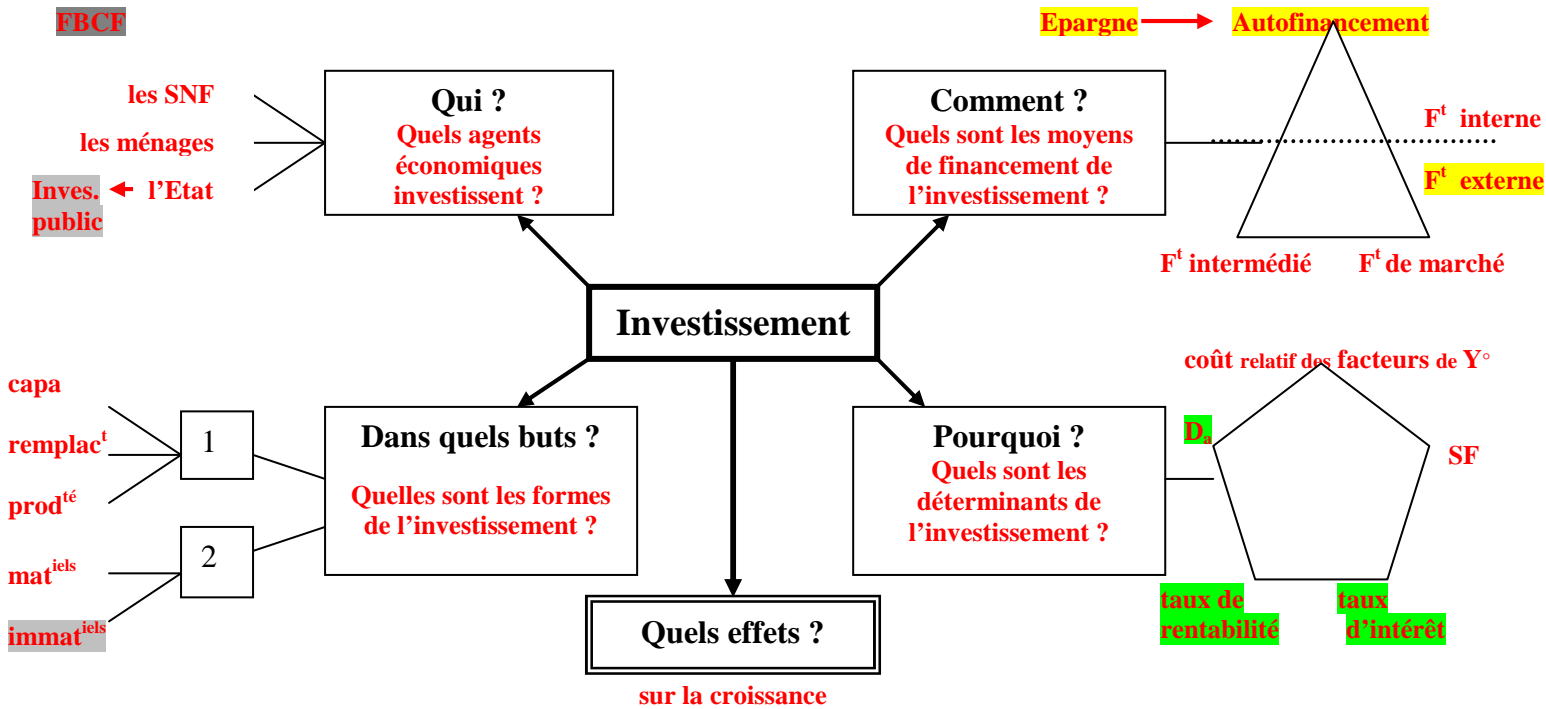 FBCF
les SNF
les ménages
l'Etat
Inves.
public
Qui ?
Quels agents
économiques
investissent ?
Epargne
Autofinancement
Comment ?
Quels sont les moyens
de financement de
l'investissement ?
Fᵗ interne
Fᵗ externe
Fᵗ intermédié
Fᵗ de marché
Investissement
capa
remplacᵗ
prodᵗé
matⁱᵉˡˢ
immatⁱᵉˡˢ
1
2
Dans quels buts ?
Quelles sont les formes
de l'investissement ?
Pourquoi ?
Quels sont les
déterminants de
l'investissement ?
coût relatif des facteurs de Y°
Dₐ
SF
taux de
rentabilité
taux
d'intérêt
Quels effets ?
sur la croissance